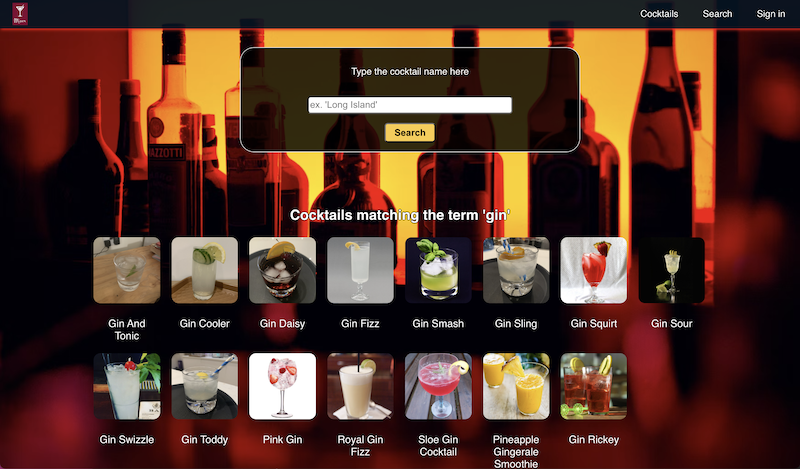 Cocktails Search Sign in
Type the cocktail name here
ex. 'Long Island'
Search
Cocktails matching the term 'gin'
Gin And Tonic
Gin Cooler
Gin Daisy
Gin Fizz
Gin Smash
Gin Sling
Gin Squirt
Gin Sour
Gin Swizzle
Gin Toddy
Pink Gin
Royal Gin Fizz
Sloe Gin Cocktail
Pineapple Gingerale Smoothie
Gin Rickey